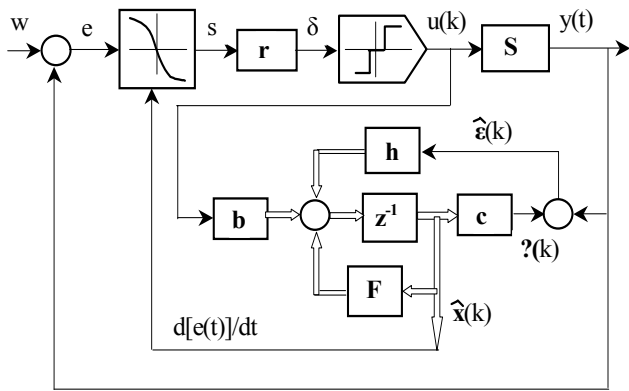 w
e
s
r
δ
u(k)
S
y(t)
ε̂(k)
h
b
z⁻¹
c
?(k)
F
x̂(k)
d[e(t)]/dt